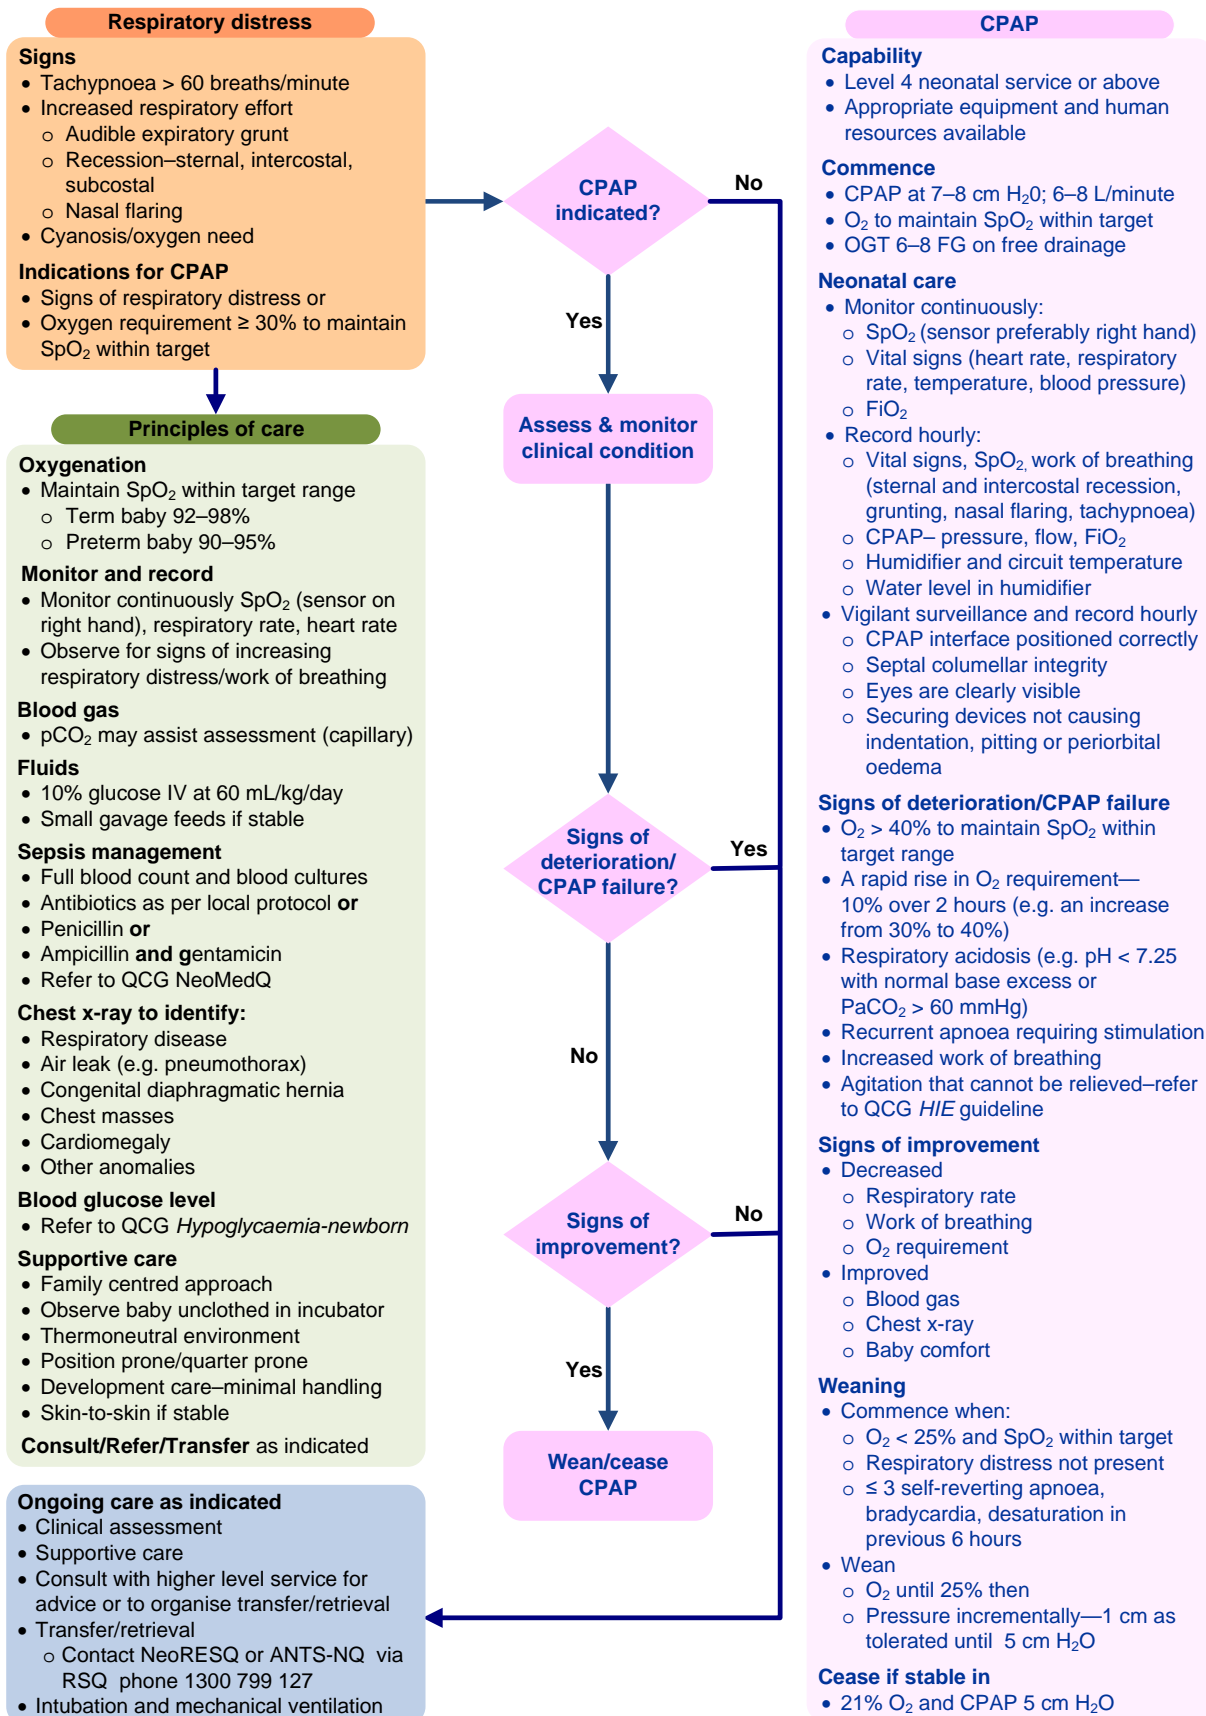 Respiratory distress
Signs
• Tachypnoea > 60 breaths/minute
• Increased respiratory effort
o Audible expiratory grunt
o Recession–sternal, intercostal,
subcostal
o Nasal flaring
• Cyanosis/oxygen need
Indications for CPAP
• Signs of respiratory distress or
• Oxygen requirement ≥ 30% to maintain
SpO₂ within target
Principles of care
Oxygenation
• Maintain SpO₂ within target range
o Term baby 92–98%
o Preterm baby 90–95%
Monitor and record
• Monitor continuously SpO₂ (sensor on
right hand), respiratory rate, heart rate
• Observe for signs of increasing
respiratory distress/work of breathing
Blood gas
• pCO₂ may assist assessment (capillary)
Fluids
• 10% glucose IV at 60 mL/kg/day
• Small gavage feeds if stable
Sepsis management
• Full blood count and blood cultures
• Antibiotics as per local protocol or
• Penicillin or
• Ampicillin and gentamicin
• Refer to QCG NeoMedQ
Chest x-ray to identify:
• Respiratory disease
• Air leak (e.g. pneumothorax)
• Congenital diaphragmatic hernia
• Chest masses
• Cardiomegaly
• Other anomalies
Blood glucose level
• Refer to QCG Hypoglycaemia-newborn
Supportive care
• Family centred approach
• Observe baby unclothed in incubator
• Thermoneutral environment
• Position prone/quarter prone
• Development care–minimal handling
• Skin-to-skin if stable
Consult/Refer/Transfer as indicated
Ongoing care as indicated
• Clinical assessment
• Supportive care
• Consult with higher level service for
advice or to organise transfer/retrieval
• Transfer/retrieval
o Contact NeoRESQ or ANTS-NQ via
RSQ phone 1300 799 127
• Intubation and mechanical ventilation
CPAP
indicated?
No
Yes
Assess & monitor
clinical condition
Signs of
deterioration/
CPAP failure?
Yes
No
Signs of
improvement?
No
Yes
Wean/cease
CPAP
CPAP
Capability
• Level 4 neonatal service or above
• Appropriate equipment and human
resources available
Commence
• CPAP at 7–8 cm H₂0; 6–8 L/minute
• O₂ to maintain SpO₂ within target
• OGT 6–8 FG on free drainage
Neonatal care
• Monitor continuously:
o SpO₂ (sensor preferably right hand)
o Vital signs (heart rate, respiratory
rate, temperature, blood pressure)
o FiO₂
• Record hourly:
o Vital signs, SpO₂, work of breathing
(sternal and intercostal recession,
grunting, nasal flaring, tachypnoea)
o CPAP– pressure, flow, FiO₂
o Humidifier and circuit temperature
o Water level in humidifier
• Vigilant surveillance and record hourly
o CPAP interface positioned correctly
o Septal columellar integrity
o Eyes are clearly visible
o Securing devices not causing
indentation, pitting or periorbital
oedema
Signs of deterioration/CPAP failure
• O₂ > 40% to maintain SpO₂ within
target range
• A rapid rise in O₂ requirement—
10% over 2 hours (e.g. an increase
from 30% to 40%)
• Respiratory acidosis (e.g. pH < 7.25
with normal base excess or
PaCO₂ > 60 mmHg)
• Recurrent apnoea requiring stimulation
• Increased work of breathing
• Agitation that cannot be relieved–refer
to QCG HIE guideline
Signs of improvement
• Decreased
o Respiratory rate
o Work of breathing
o O₂ requirement
• Improved
o Blood gas
o Chest x-ray
o Baby comfort
Weaning
• Commence when:
o O₂ < 25% and SpO₂ within target
o Respiratory distress not present
o ≤ 3 self-reverting apnoea,
bradycardia, desaturation in
previous 6 hours
• Wean
o O₂ until 25% then
o Pressure incrementally—1 cm as
tolerated until 5 cm H₂O
Cease if stable in
• 21% O₂ and CPAP 5 cm H₂O